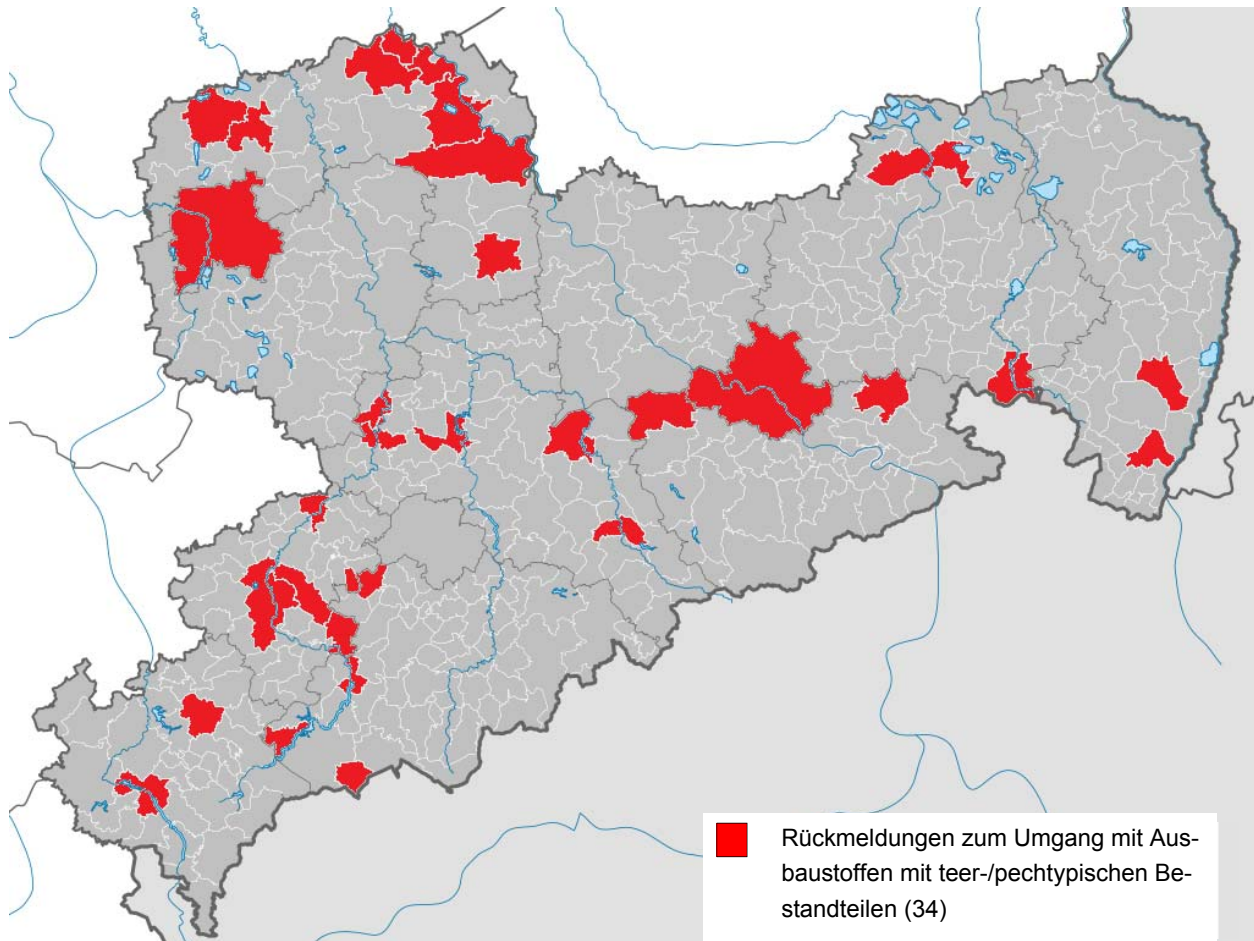 Rückmeldungen zum Umgang mit Aus-
baustoffen mit teer-/pechtypischen Be-
standteilen (34)